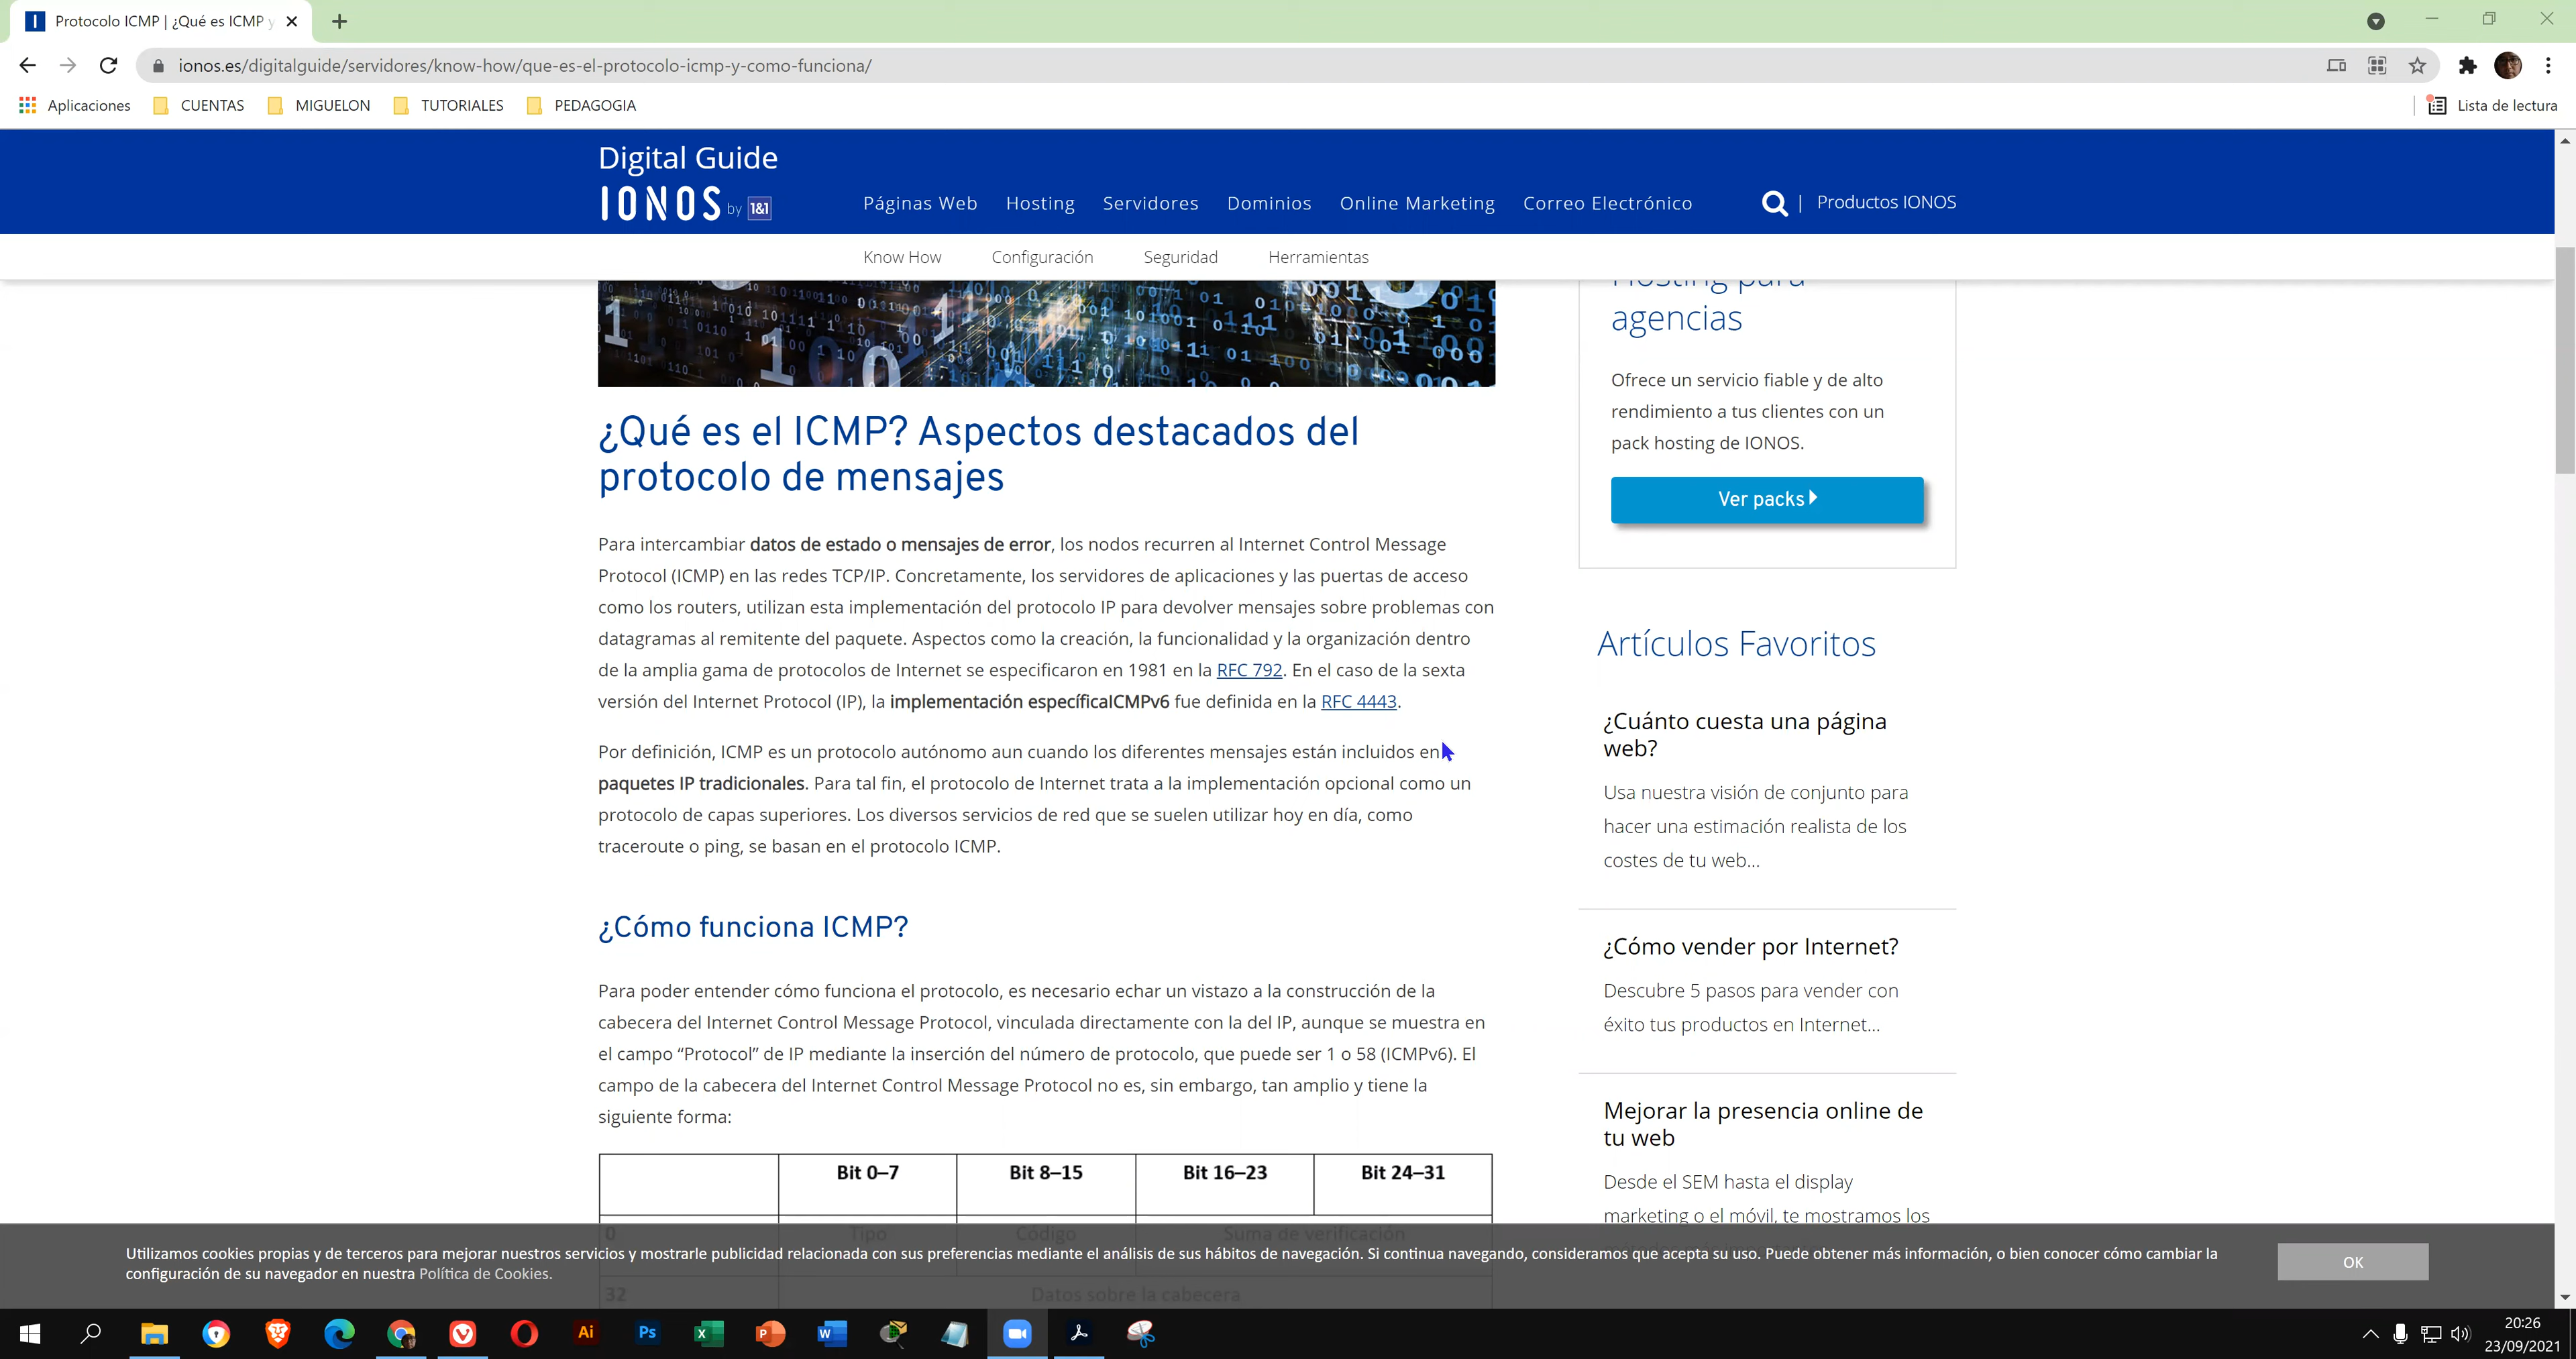 Protocolo ICMP | ¿Qué es ICMP y
ionos.es/digitalguide/servidores/know-how/que-es-el-protocolo-icmp-y-como-funciona/
Aplicaciones CUENTAS MIGUELON TUTORIALES PEDAGOGIA Lista de lectura
Digital Guide
IONOS by 1&1
Páginas Web Hosting Servidores Dominios Online Marketing Correo Electrónico | Productos IONOS
Know How Configuración Seguridad Herramientas
¿Qué es el ICMP? Aspectos destacados del
protocolo de mensajes
Para intercambiar datos de estado o mensajes de error, los nodos recurren al Internet Control Message
Protocol (ICMP) en las redes TCP/IP. Concretamente, los servidores de aplicaciones y las puertas de acceso
como los routers, utilizan esta implementación del protocolo IP para devolver mensajes sobre problemas con
datagramas al remitente del paquete. Aspectos como la creación, la funcionalidad y la organización dentro
de la amplia gama de protocolos de Internet se especificaron en 1981 en la RFC 792. En el caso de la sexta
versión del Internet Protocol (IP), la implementación específicaICMPv6 fue definida en la RFC 4443.
Por definición, ICMP es un protocolo autónomo aun cuando los diferentes mensajes están incluidos en
paquetes IP tradicionales. Para tal fin, el protocolo de Internet trata a la implementación opcional como un
protocolo de capas superiores. Los diversos servicios de red que se suelen utilizar hoy en día, como
traceroute o ping, se basan en el protocolo ICMP.
¿Cómo funciona ICMP?
Para poder entender cómo funciona el protocolo, es necesario echar un vistazo a la construcción de la
cabecera del Internet Control Message Protocol, vinculada directamente con la del IP, aunque se muestra en
el campo “Protocol” de IP mediante la inserción del número de protocolo, que puede ser 1 o 58 (ICMPv6). El
campo de la cabecera del Internet Control Message Protocol no es, sin embargo, tan amplio y tiene la
siguiente forma:
Bit 0–7 Bit 8–15 Bit 16–23 Bit 24–31
0 Tipo Código Suma de verificación
32 Datos sobre la cabecera
Hosting para
agencias
Ofrece un servicio fiable y de alto
rendimiento a tus clientes con un
pack hosting de IONOS.
Ver packs
Artículos Favoritos
¿Cuánto cuesta una página
web?
Usa nuestra visión de conjunto para
hacer una estimación realista de los
costes de tu web...
¿Cómo vender por Internet?
Descubre 5 pasos para vender con
éxito tus productos en Internet...
Mejorar la presencia online de
tu web
Desde el SEM hasta el display
marketing o el móvil, te mostramos los
Utilizamos cookies propias y de terceros para mejorar nuestros servicios y mostrarle publicidad relacionada con sus preferencias mediante el análisis de sus hábitos de navegación. Si continua navegando, consideramos que acepta su uso. Puede obtener más información, o bien conocer cómo cambiar la
configuración de su navegador en nuestra Política de Cookies.
OK
20:26
23/09/2021